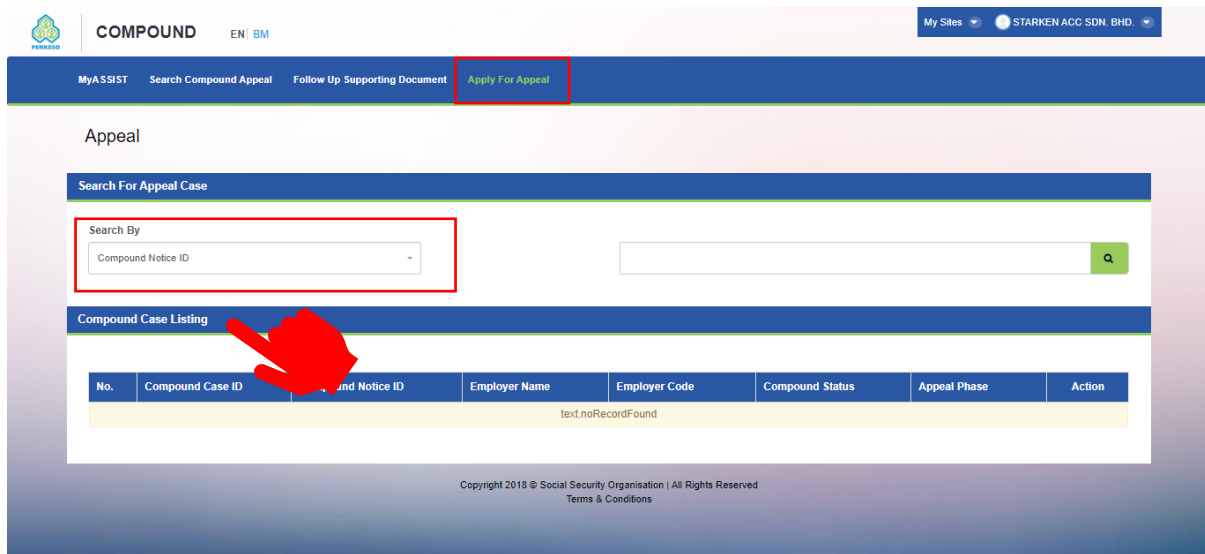 PERKESO
COMPOUND EN| BM
My Sites STARKEN ACC SDN. BHD.
MyASSIST Search Compound Appeal Follow Up Supporting Document Apply For Appeal
Appeal
Search For Appeal Case
Search By
Compound Notice ID
Compound Case Listing
No. Compound Case ID Notice ID Employer Name Employer Code Compound Status Appeal Phase Action
text.noRecordFound
Copyright 2018 © Social Security Organisation | All Rights Reserved
Terms & Conditions